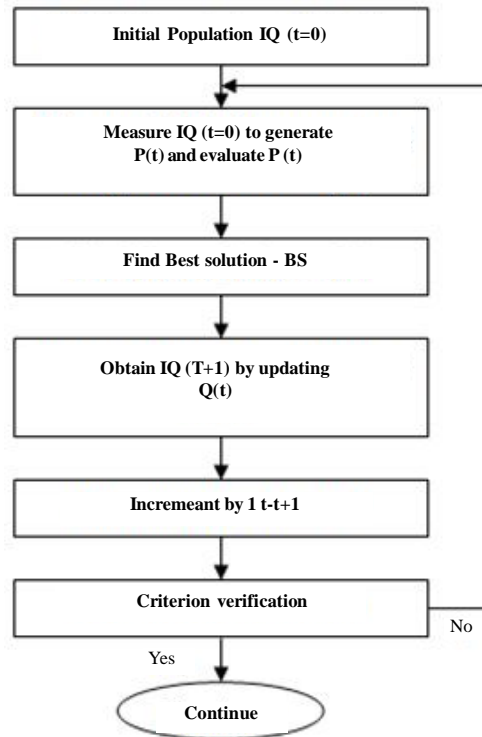 Initial Population IQ (t=0)
Measure IQ (t=0) to generate
P(t) and evaluate P (t)
Find Best solution - BS
Obtain IQ (T+1) by updating
Q(t)
Incremeant by 1 t-t+1
Criterion verification
No
Yes
Continue